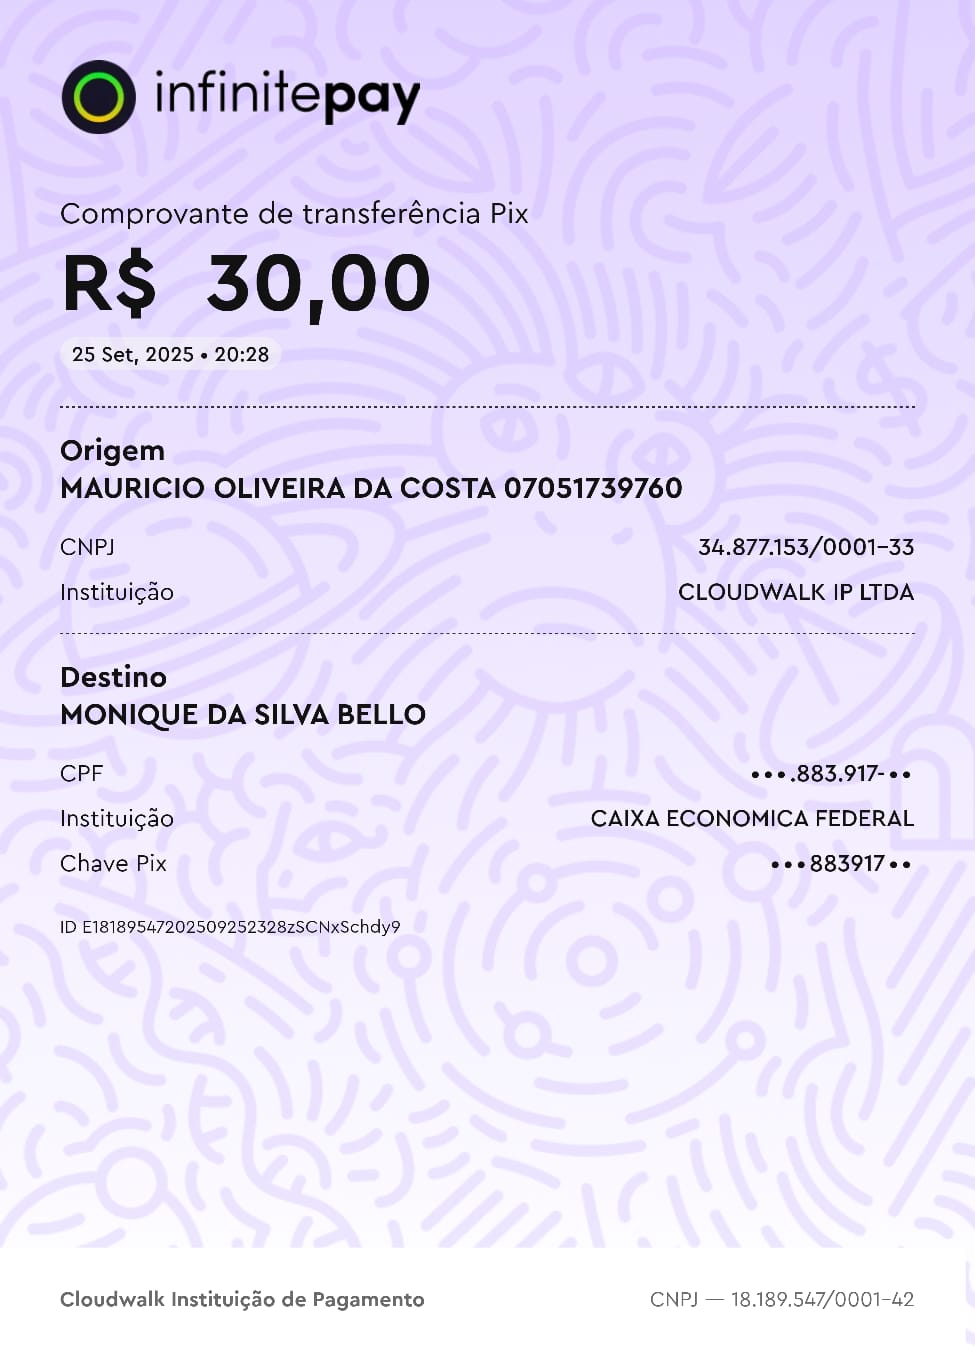 infinitepay
Comprovante de transferência Pix
R$ 30,00
25 Set, 2025 • 20:28
Origem
MAURICIO OLIVEIRA DA COSTA 07051739760
CNPJ 34.877.153/0001-33
Instituição CLOUDWALK IP LTDA
Destino
MONIQUE DA SILVA BELLO
CPF •••.883.917-••
Instituição CAIXA ECONOMICA FEDERAL
Chave Pix •••883917••
ID E18189547202509252328zSCNxSchdy9
Cloudwalk Instituição de Pagamento CNPJ — 18.189.547/0001-42